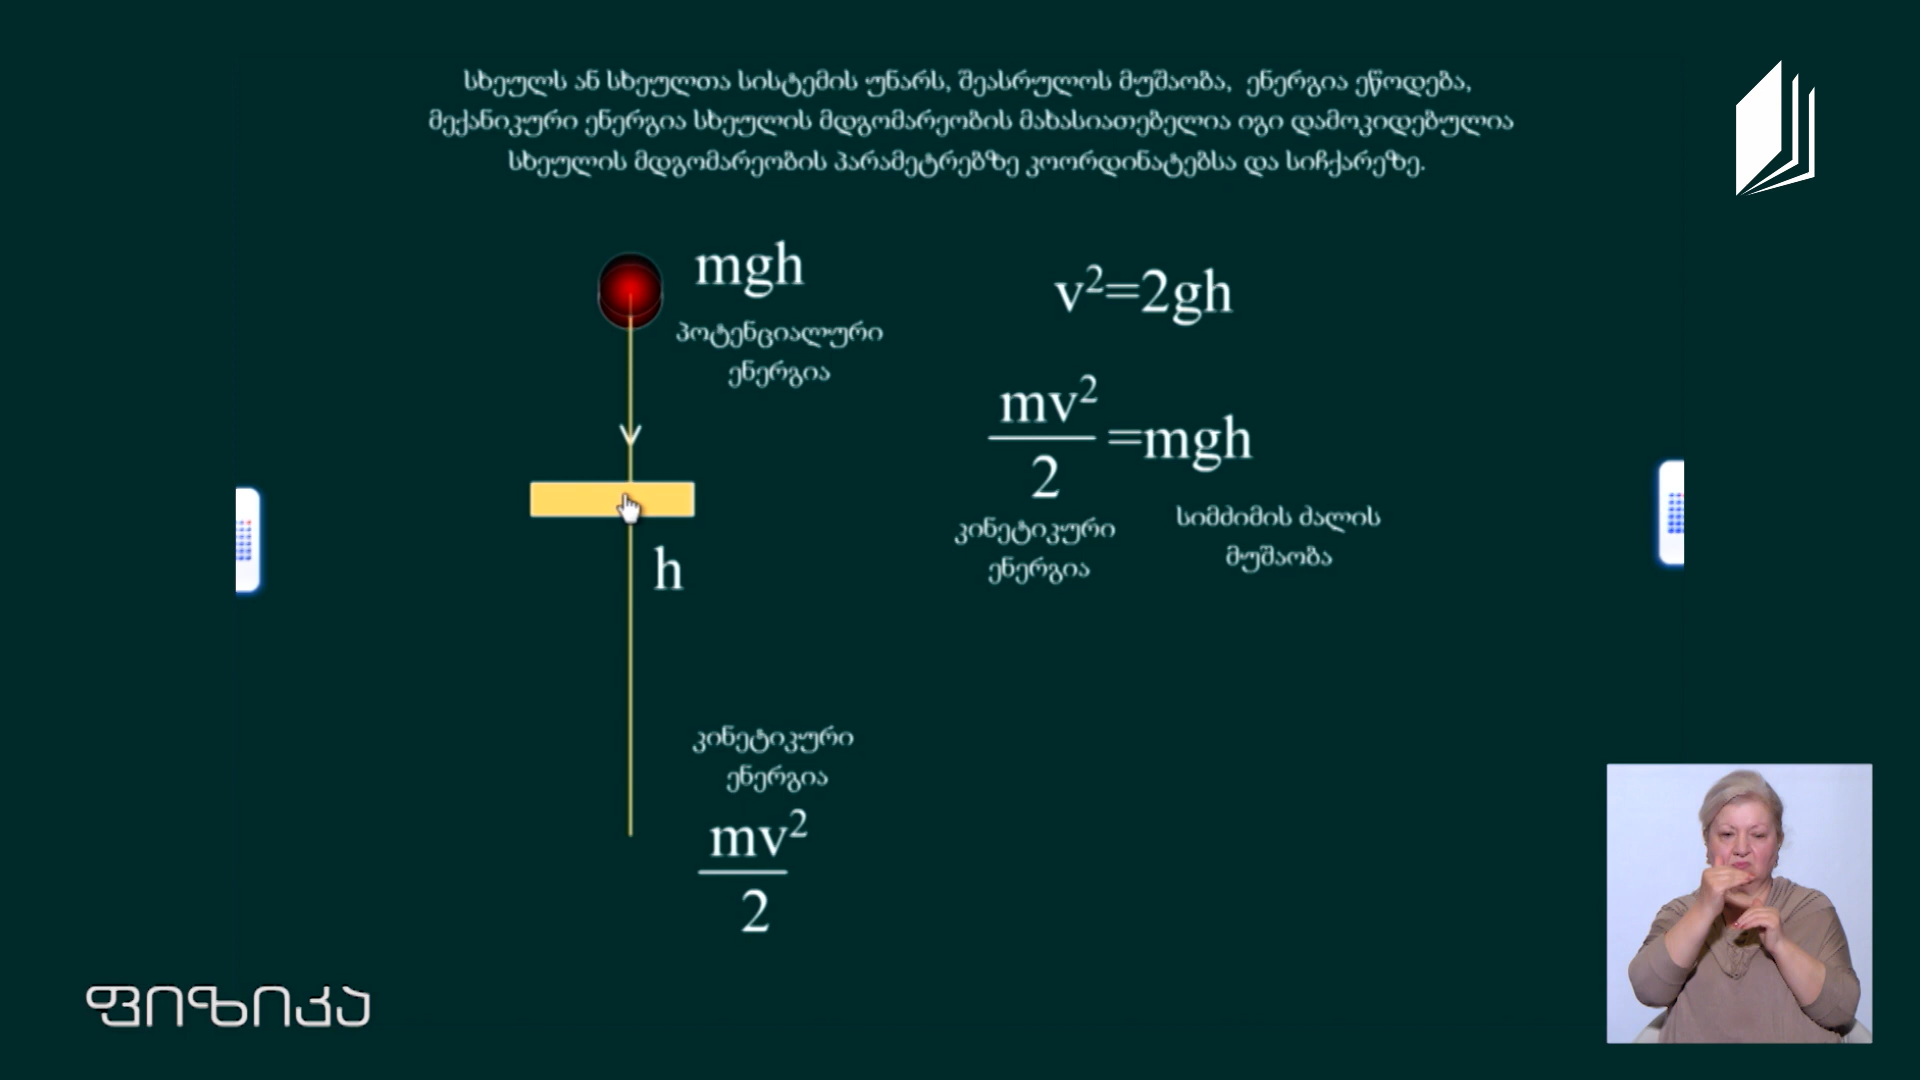 სხეულს ან სხეულთა სისტემის უნარს, შეასრულოს მუშაობა,  ენერგია ეწოდება,
მექანიკური ენერგია სხეულის მდგომარეობის მახასიათებელია იგი დამოკიდებულია
სხეულის მდგომარეობის პარამეტრებზე კოორდინატებსა და სიჩქარეზე.
mgh
პოტენციალური
ენერგია
v²=2gh
mv²
2
=mgh
კინეტიკური
ენერგია
სიმძიმის ძალის
მუშაობა
h
კინეტიკური
ენერგია
mv²
2
ფიზიკა